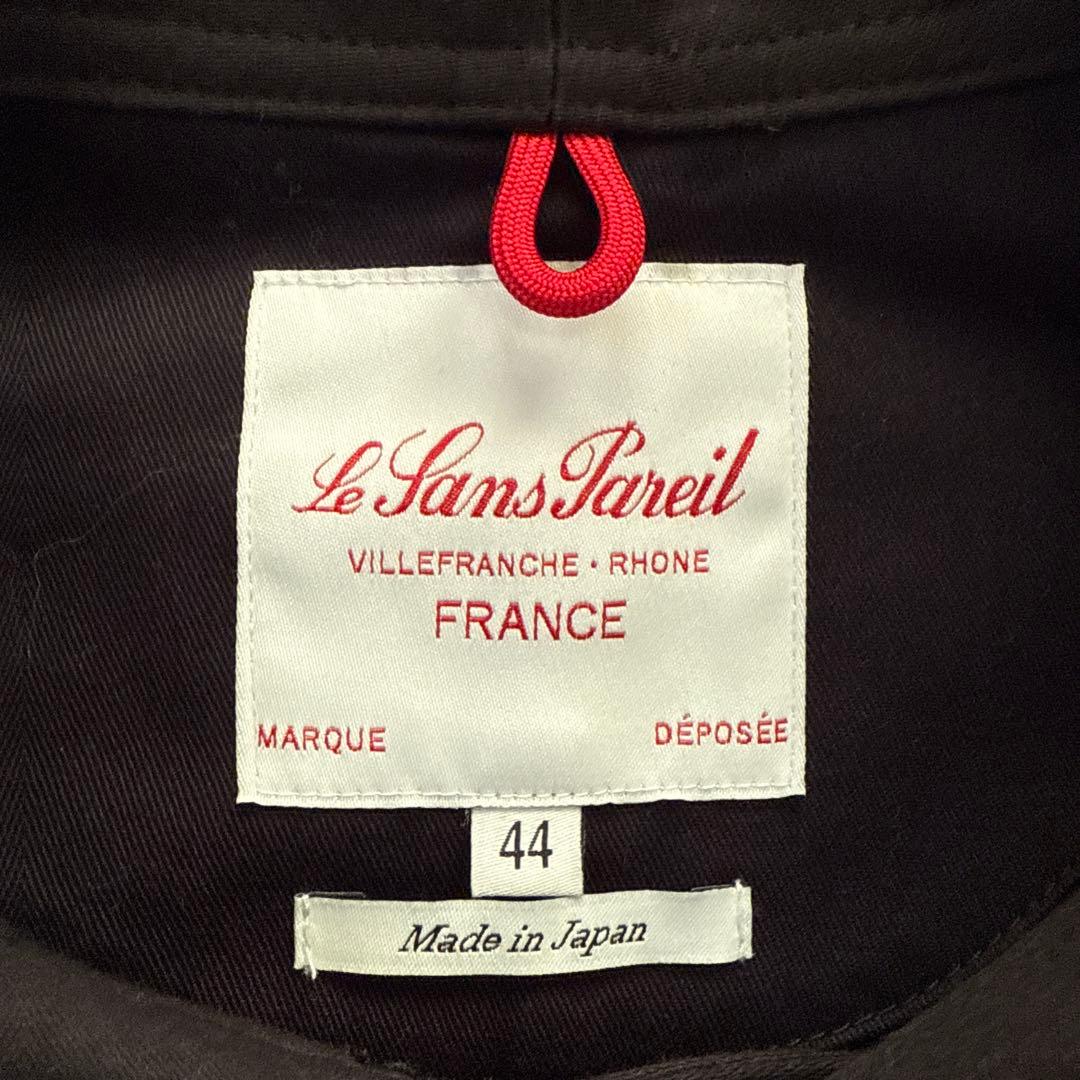 Le Sans Pareil
VILLEFRANCHE · RHONE
FRANCE
MARQUE DÉPOSÉE
44
Made in Japan